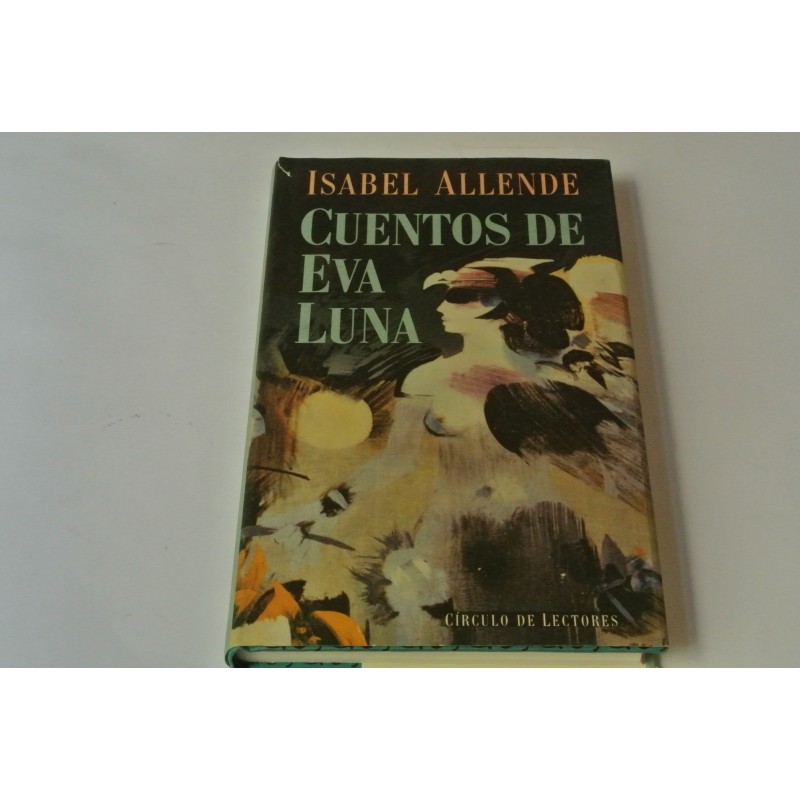 ISABEL ALLENDE
CUENTOS DE
EVA
LUNA
CÍRCULO DE LECTORES